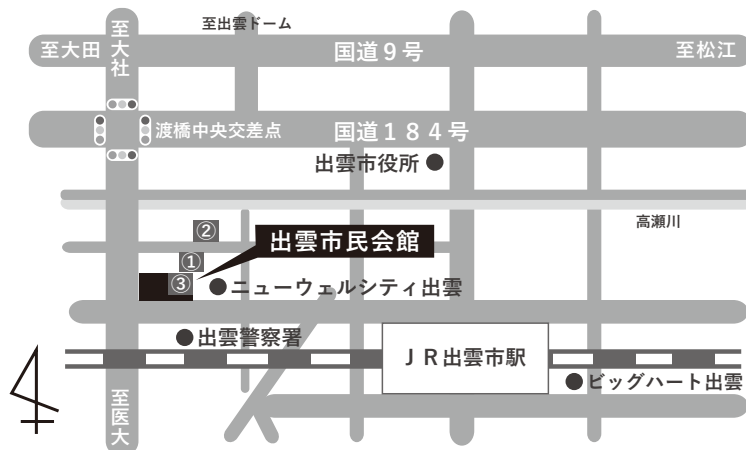 至出雲ドーム
至大田
至大社
国道９号
至松江
渡橋中央交差点
国道１８４号
出雲市役所
高瀬川
②
出雲市民会館
①
③
ニューウェルシティ出雲
出雲警察署
ＪＲ出雲市駅
ビッグハート出雲
至医大